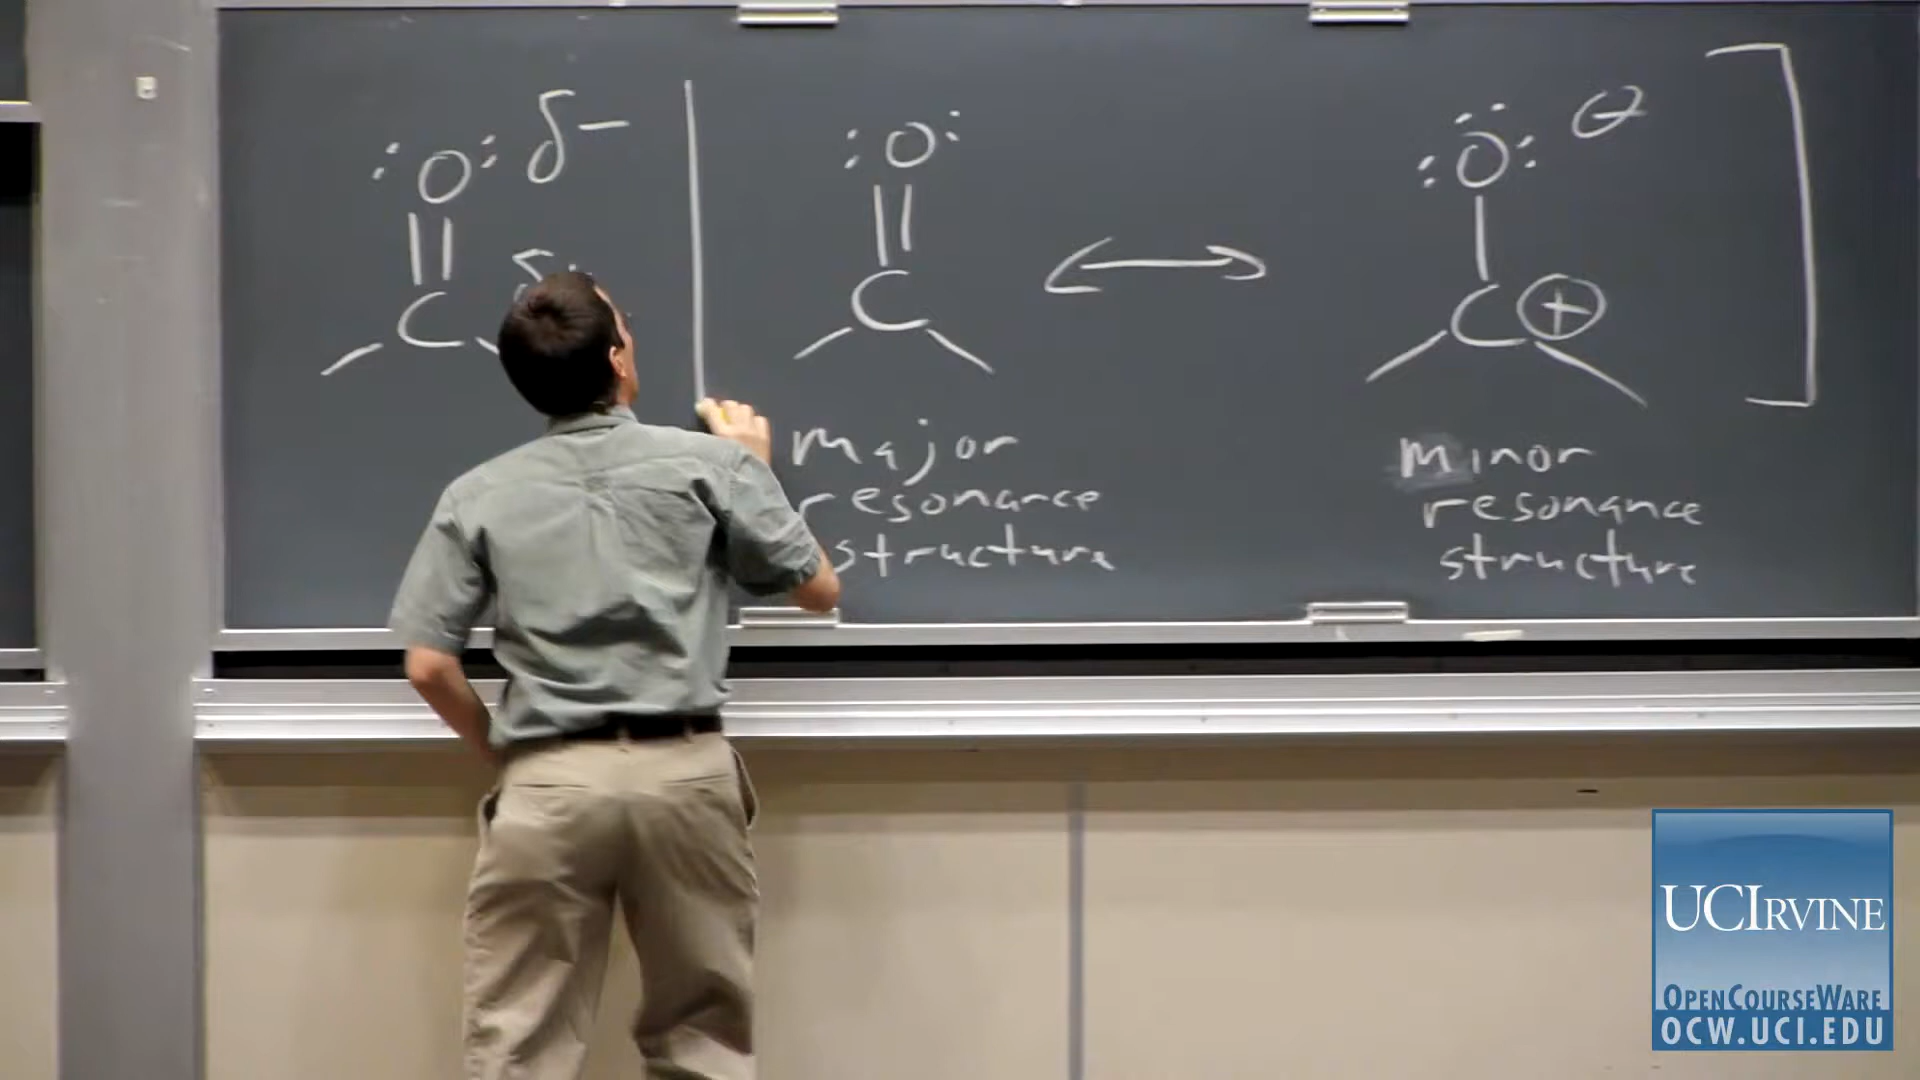 :O: δ−
C δ
:O:
C
:O: ⊖
C ⊕
major
resonance
structure
minor
resonance
structure
UCIRVINE
OPENCOURSEWARE
OCW.UCI.EDU